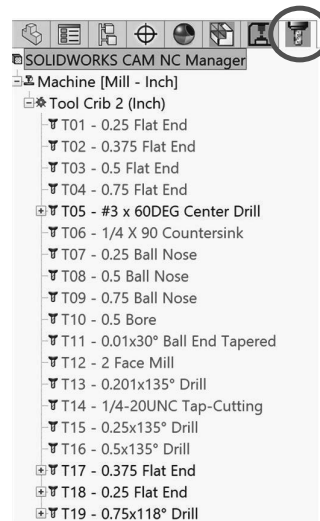 SOLIDWORKS CAM NC Manager
Machine [Mill - Inch]
Tool Crib 2 (Inch)
T01 - 0.25 Flat End
T02 - 0.375 Flat End
T03 - 0.5 Flat End
T04 - 0.75 Flat End
T05 - #3 x 60DEG Center Drill
T06 - 1/4 X 90 Countersink
T07 - 0.25 Ball Nose
T08 - 0.5 Ball Nose
T09 - 0.75 Ball Nose
T10 - 0.5 Bore
T11 - 0.01x30° Ball End Tapered
T12 - 2 Face Mill
T13 - 0.201x135° Drill
T14 - 1/4-20UNC Tap-Cutting
T15 - 0.25x135° Drill
T16 - 0.5x135° Drill
T17 - 0.375 Flat End
T18 - 0.25 Flat End
T19 - 0.75x118° Drill